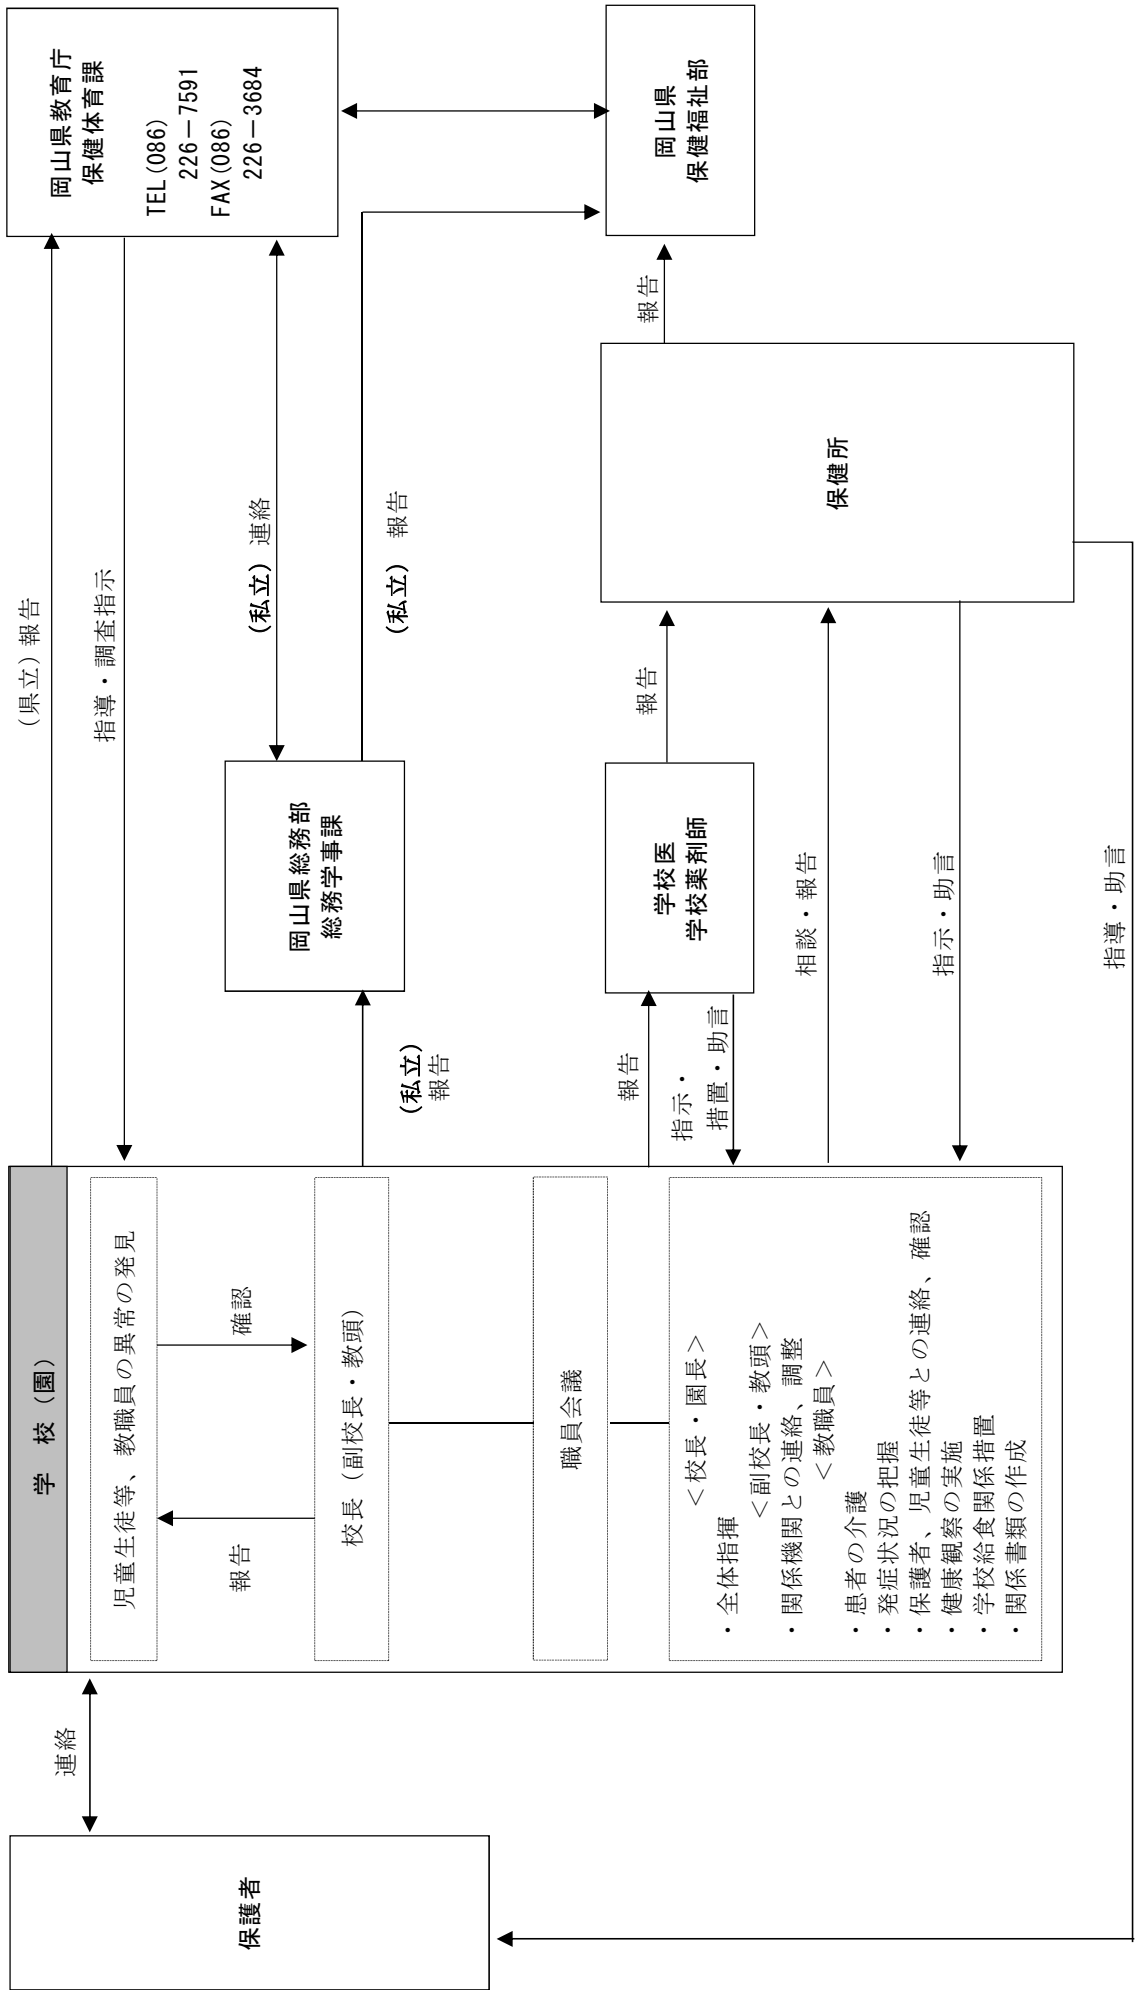 保護者
連絡
学　校（園）
児童生徒等、教職員の異常の発見
報告
確認
校長（副校長・教頭）
職員会議
＜校長・園長＞
・全体指揮
＜副校長・教頭＞
・関係機関との連絡、調整
＜教職員＞
・患者の介護
・発症状況の把握
・保護者、児童生徒等との連絡、確認
・健康観察の実施
・学校給食関係措置
・関係書類の作成
（県立）報告
指導・調査指示
（私立）
報告
岡山県総務部
総務学事課
（私立）連絡
（私立）　報告
報告
指示・
措置・助言
学校医
学校薬剤師
報告
相談・報告
指示・助言
保健所
報告
指導・助言
岡山県教育庁
保健体育課
TEL(086)
226－7591
FAX(086)
226－3684
岡山県
保健福祉部